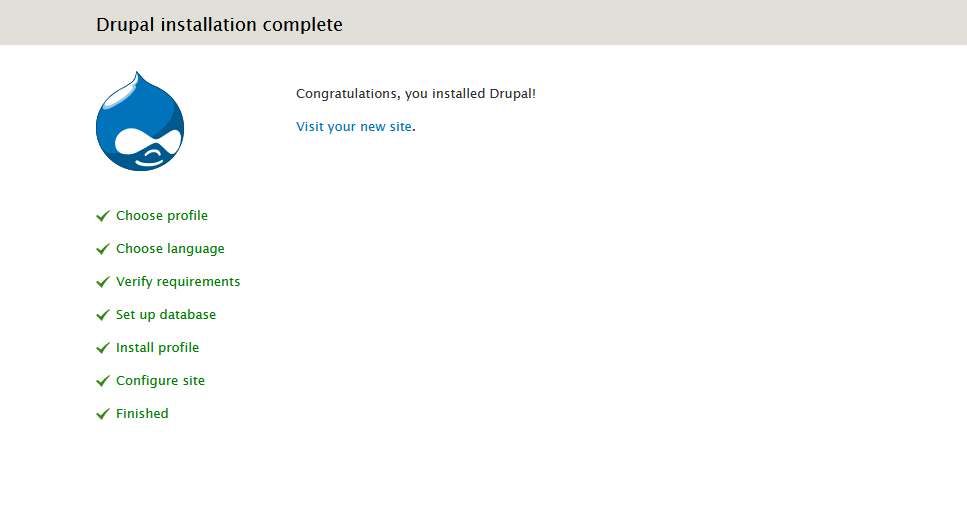 Drupal installation complete
Congratulations, you installed Drupal!
Visit your new site.
Choose profile
Choose language
Verify requirements
Set up database
Install profile
Configure site
Finished